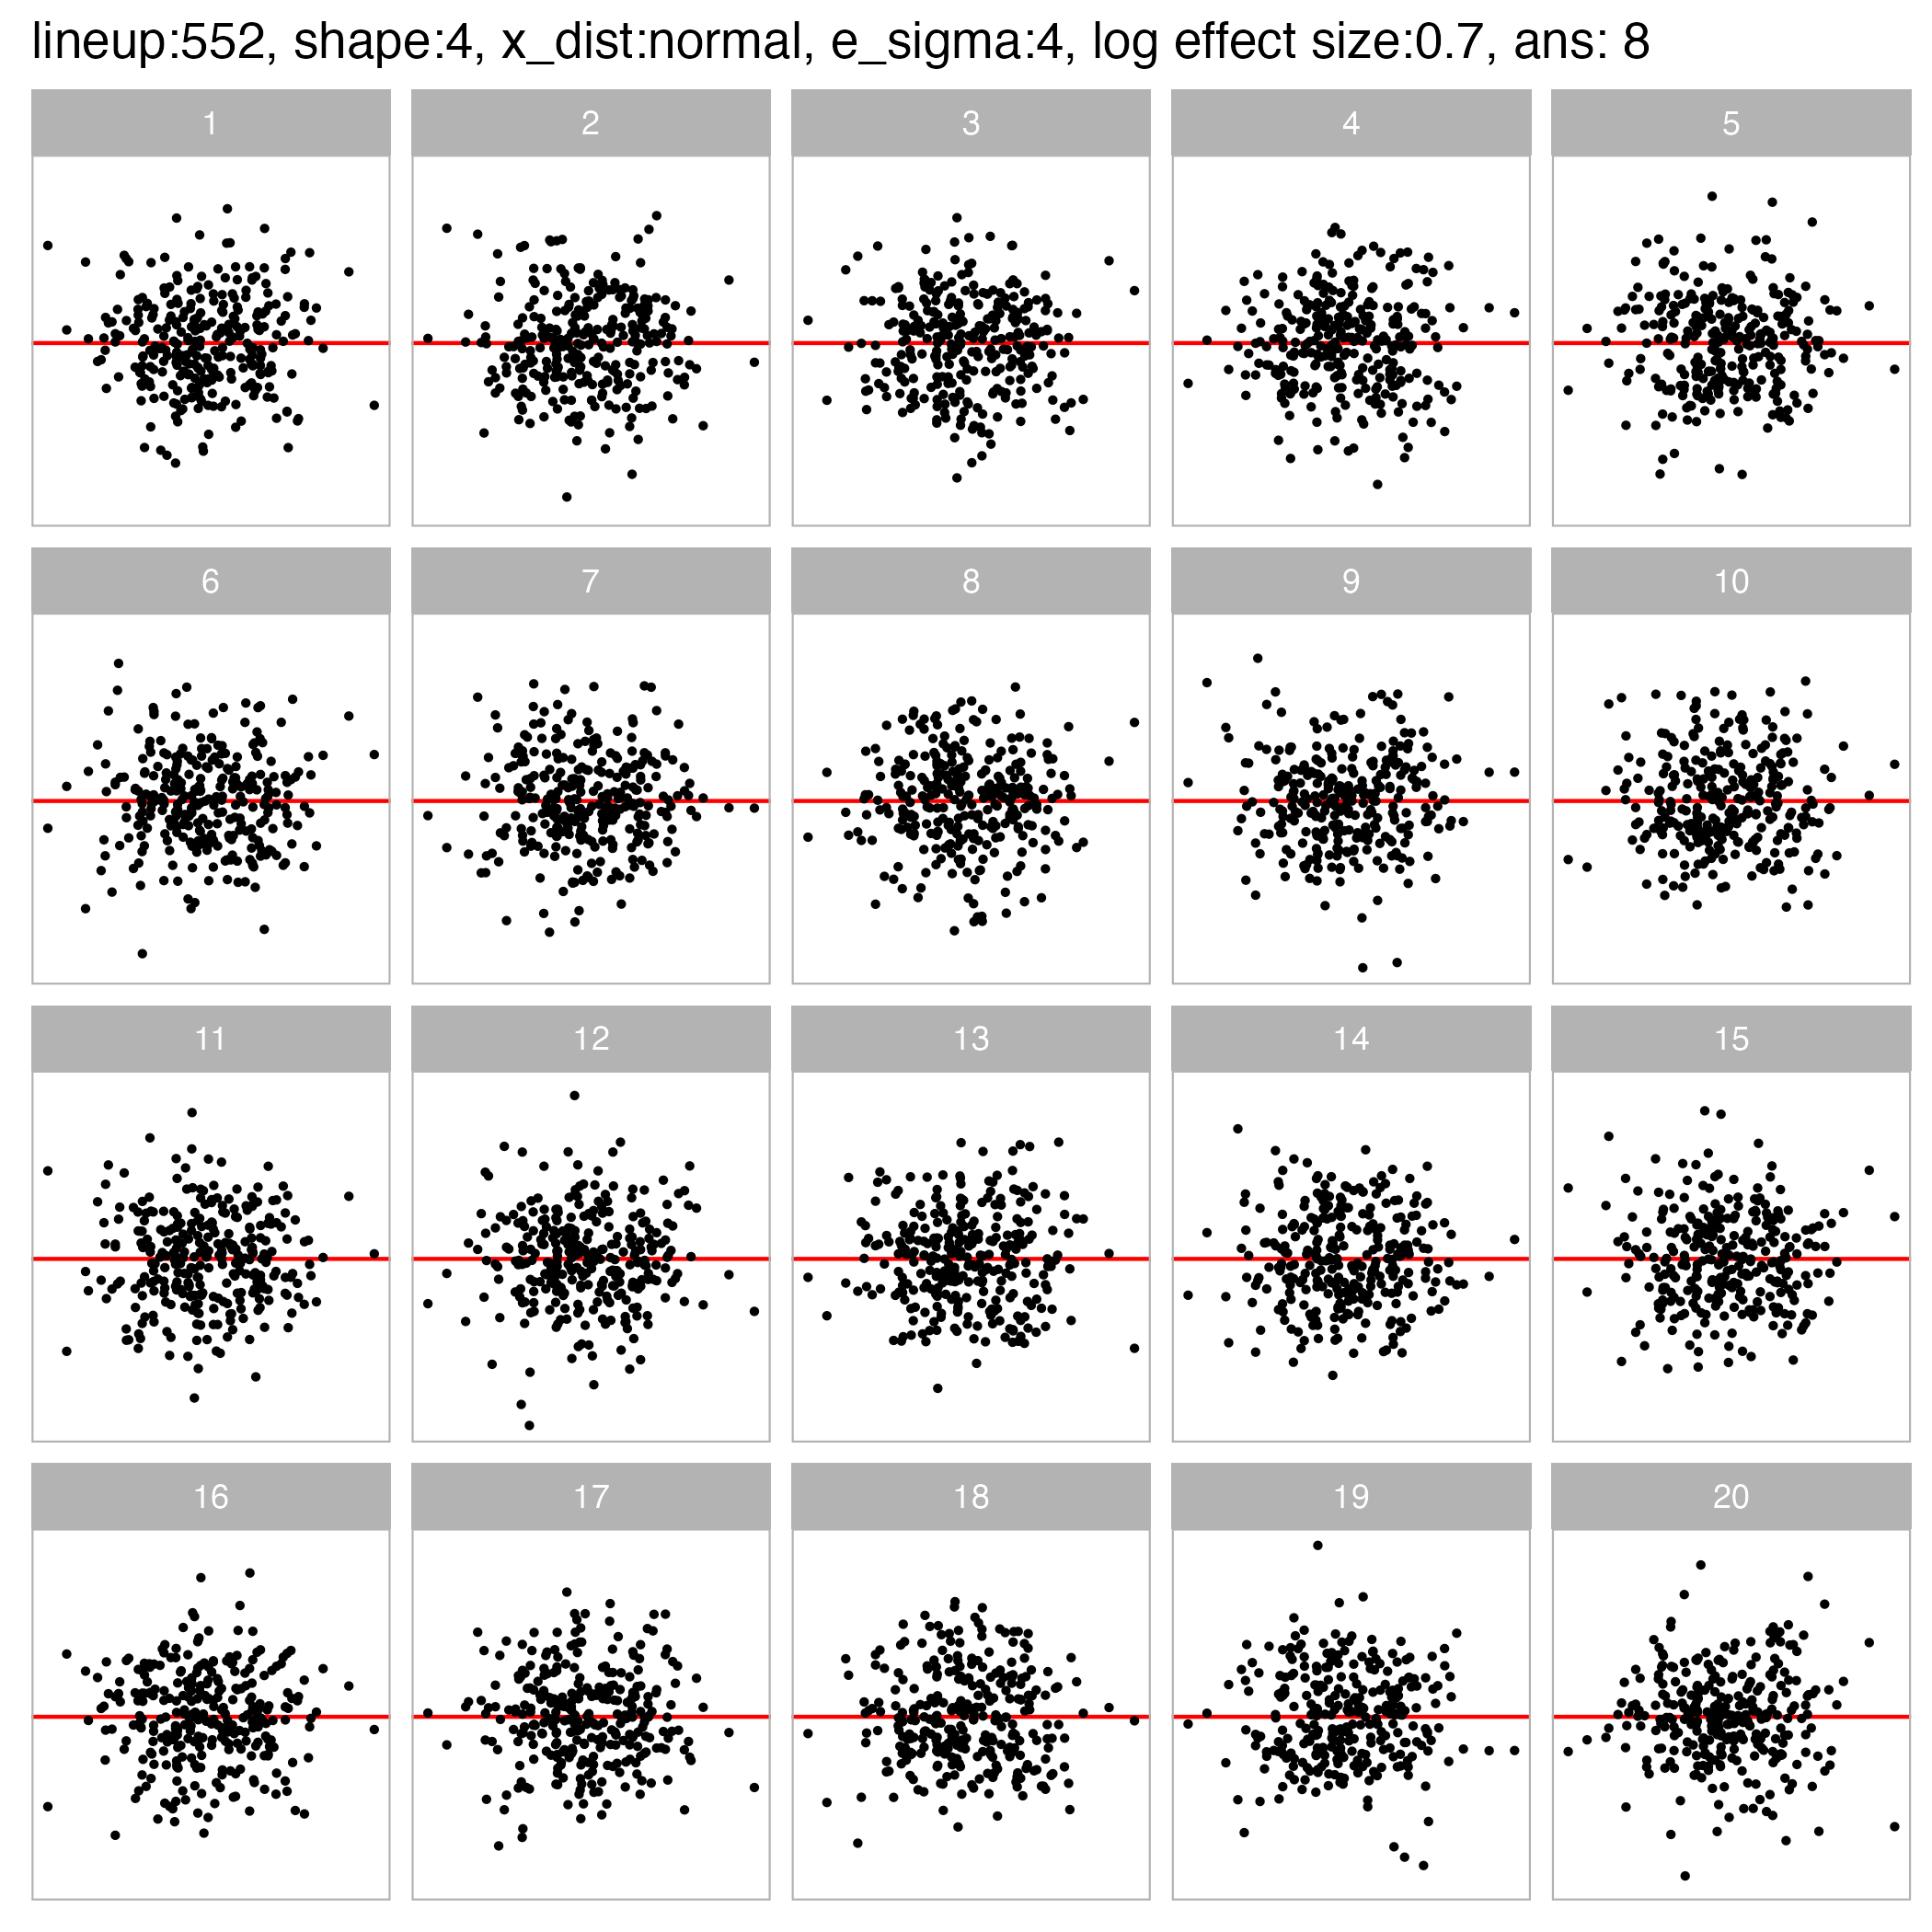 lineup:552, shape:4, x_dist:normal, e_sigma:4, log effect size:0.7, ans: 8
1 2 3 4 5
6 7 8 9 10
11 12 13 14 15
16 17 18 19 20